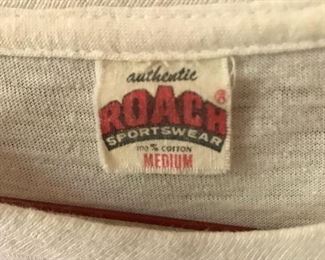 authentic
ROACH®
SPORTSWEAR
100% COTTON
MEDIUM